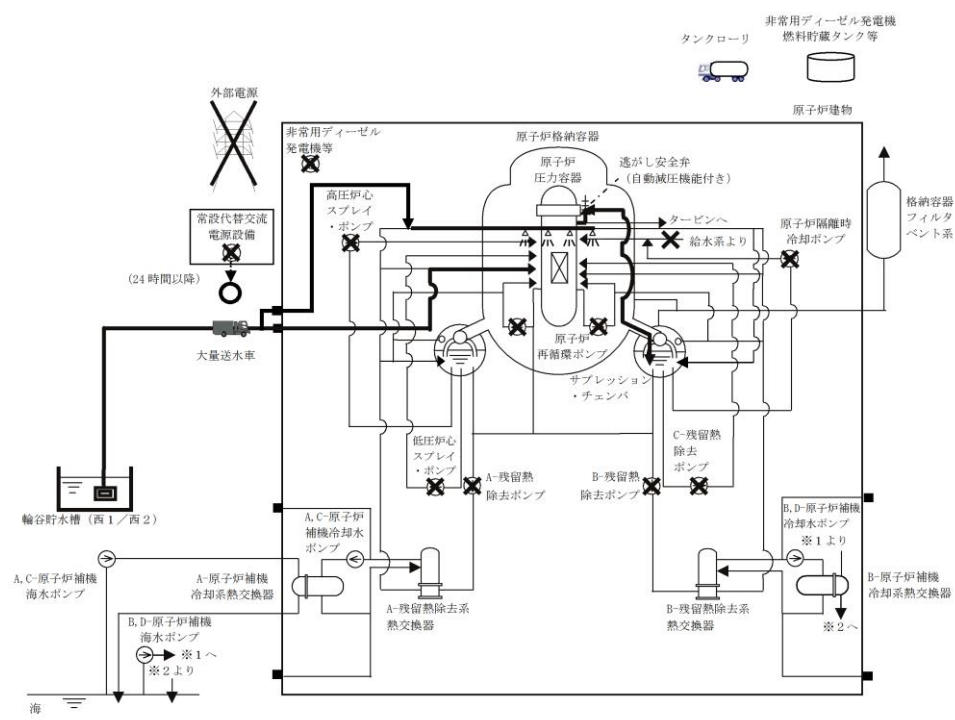 非常用ディーゼル発電機
燃料貯蔵タンク等
タンクローリ
原子炉建物
外部電源
非常用ディーゼル
発電機等
原子炉格納容器
原子炉
圧力容器
逃がし安全弁
(自動減圧機能付き)
高圧炉心
スプレイ
・ポンプ
常設代替交流
電源設備
(24時間以降)
タービンへ
給水系より
原子炉隔離時
冷却ポンプ
格納容器
フィルタ
ベント系
大量送水車
原子炉
再循環ポンプ
サプレッション
・チェンバ
低圧炉心
スプレイ
・ポンプ
A-残留熱
除去ポンプ
B-残留熱
除去ポンプ
C-残留熱
除去
ポンプ
輪谷貯水槽(西1/西2)
A,C-原子炉
補機冷却水
ポンプ
B,D-原子炉補機
冷却水ポンプ
※1より
A,C-原子炉補機
海水ポンプ
A-原子炉補機
冷却系熱交換器
A-残留熱除去系
熱交換器
B-残留熱除去系
熱交換器
B-原子炉補機
冷却系熱交換器
※2へ
B,D-原子炉補機
海水ポンプ
※1へ
※2より
海